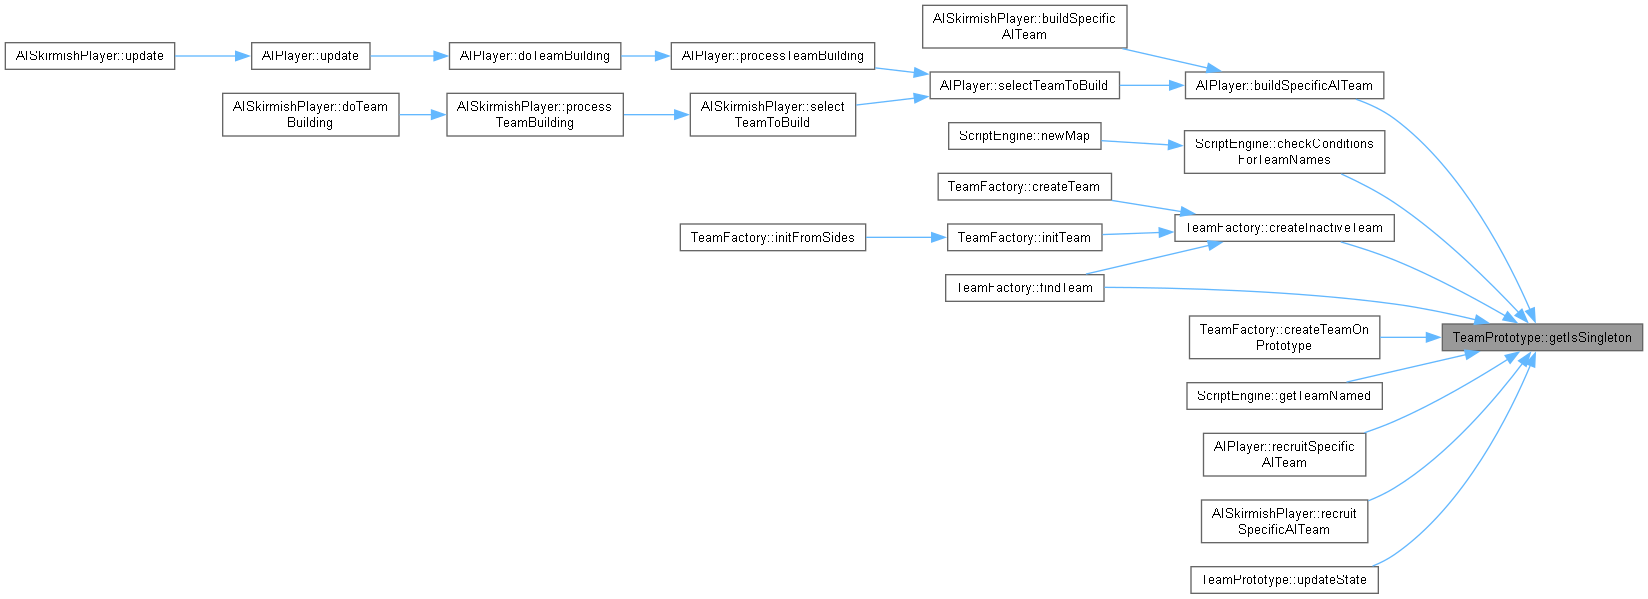 AISkirmishPlayer::buildSpecific
AITeam
AISkirmishPlayer::update
AIPlayer::update
AIPlayer::doTeamBuilding
AIPlayer::processTeamBuilding
AIPlayer::selectTeamToBuild
AIPlayer::buildSpecificAITeam
AISkirmishPlayer::doTeam
Building
AISkirmishPlayer::process
TeamBuilding
AISkirmishPlayer::select
TeamToBuild
ScriptEngine::newMap
ScriptEngine::checkConditions
ForTeamNames
TeamFactory::createTeam
TeamFactory::createInactiveTeam
TeamFactory::initFromSides
TeamFactory::initTeam
TeamFactory::findTeam
TeamFactory::createTeamOn
Prototype
TeamPrototype::getIsSingleton
ScriptEngine::getTeamNamed
AIPlayer::recruitSpecific
AITeam
AISkirmishPlayer::recruit
SpecificAITeam
TeamPrototype::updateState